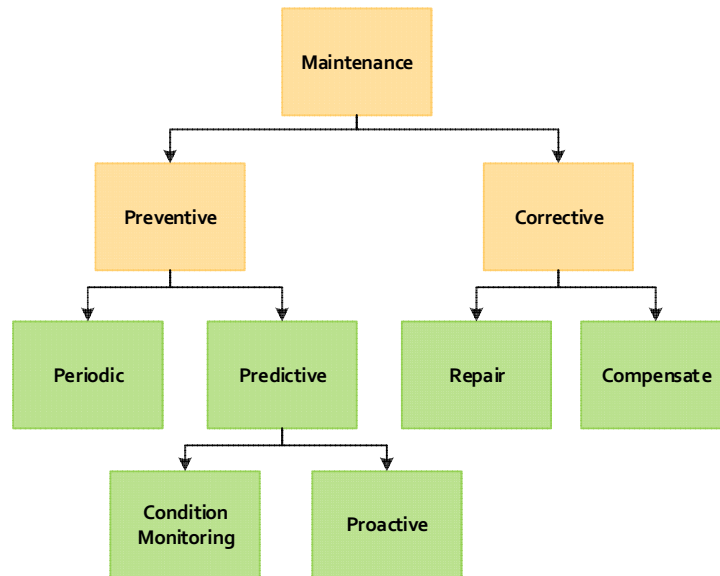 Maintenance
Preventive
Corrective
Periodic
Predictive
Repair
Compensate
Condition
Monitoring
Proactive